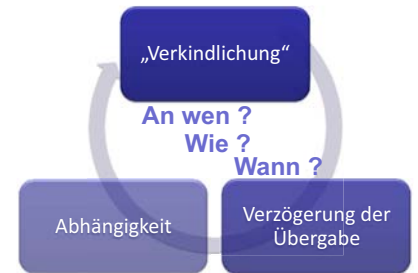 „Verkindlichung“
An wen ?
Wie ?
Wann ?
Abhängigkeit
Verzögerung der
Übergabe